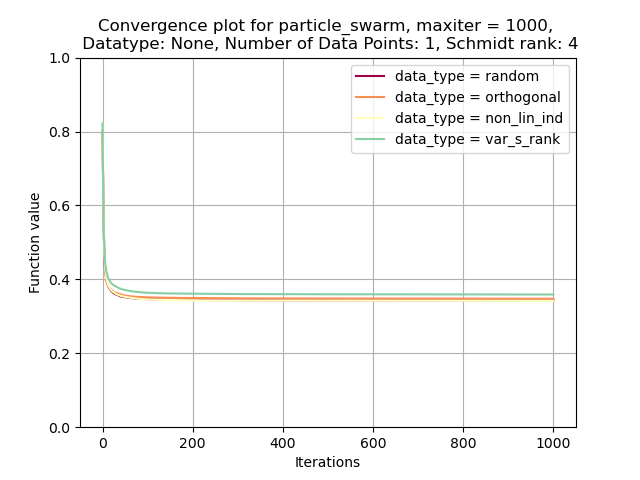 Convergence plot for particle_swarm, maxiter = 1000,
Datatype: None, Number of Data Points: 1, Schmidt rank: 4
1.0
0.8
0.6
0.4
0.2
0.0
Function value
data_type = random
data_type = orthogonal
data_type = non_lin_ind
data_type = var_s_rank
0 200 400 600 800 1000
Iterations